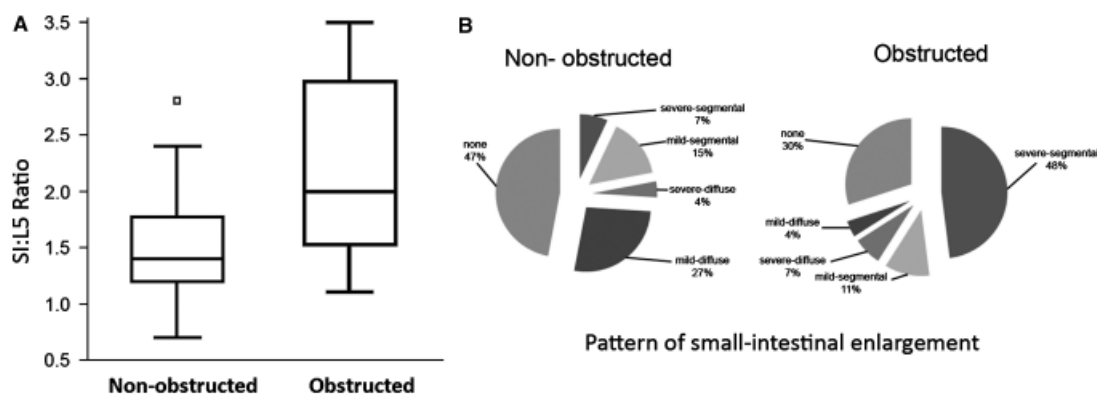 A
SI:L5 Ratio
3.5
3.0
2.5
2.0
1.5
1.0
0.5
Non-obstructed
Obstructed
B
Non- obstructed
severe-segmental
7%
mild-segmental
15%
severe-diffuse
4%
mild-diffuse
27%
none
47%
Obstructed
none
30%
severe-segmental
48%
mild-diffuse
4%
severe-diffuse
7%
mild-segmental
11%
Pattern of small-intestinal enlargement